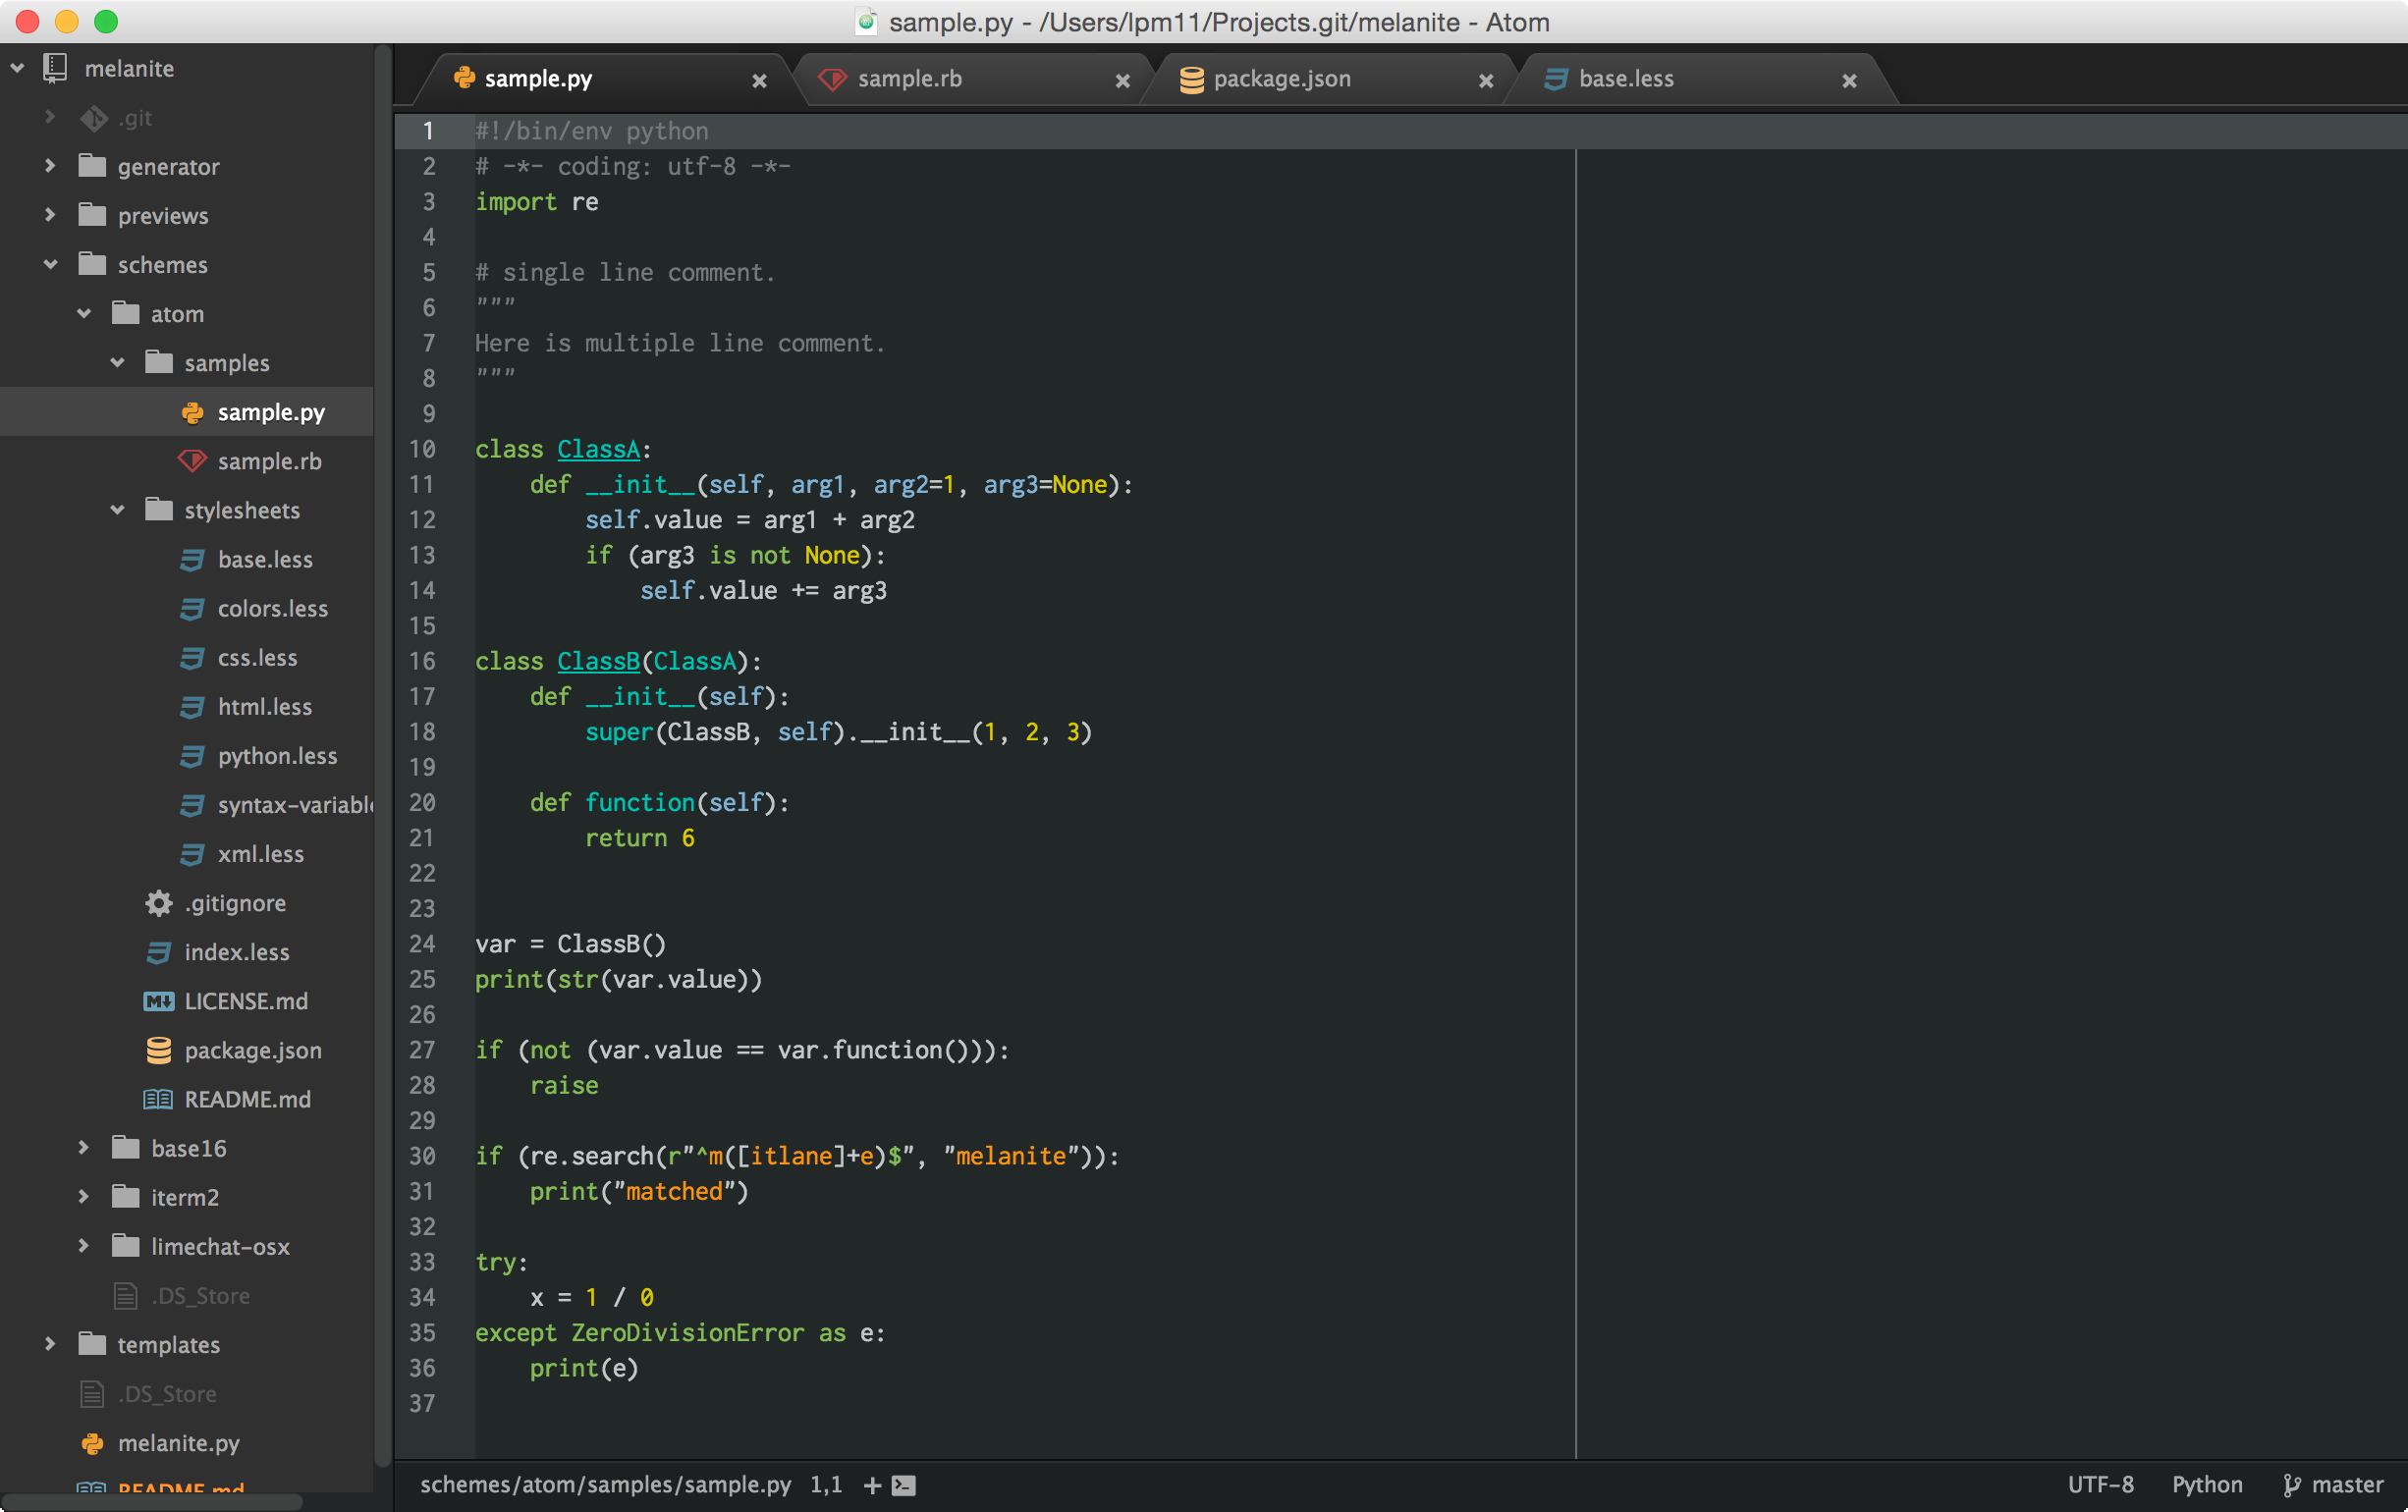 sample.py - /Users/lpm11/Projects.git/melanite - Atom
melanite
.git
generator
previews
schemes
atom
samples
sample.py
sample.rb
stylesheets
base.less
colors.less
css.less
html.less
python.less
syntax-variabl
xml.less
.gitignore
index.less
LICENSE.md
package.json
README.md
base16
iterm2
limechat-osx
.DS_Store
templates
.DS_Store
melanite.py
README.md
sample.py sample.rb package.json base.less
1 #!/bin/env python
2 # -*- coding: utf-8 -*-
3 import re
4
5 # single line comment.
6 """
7 Here is multiple line comment.
8 """
9
10 class ClassA:
11     def __init__(self, arg1, arg2=1, arg3=None):
12         self.value = arg1 + arg2
13         if (arg3 is not None):
14             self.value += arg3
15
16 class ClassB(ClassA):
17     def __init__(self):
18         super(ClassB, self).__init__(1, 2, 3)
19
20     def function(self):
21         return 6
22
23
24 var = ClassB()
25 print(str(var.value))
26
27 if (not (var.value == var.function())):
28     raise
29
30 if (re.search(r"^m([itlane]+e)$", "melanite")):
31     print("matched")
32
33 try:
34     x = 1 / 0
35 except ZeroDivisionError as e:
36     print(e)
37
schemes/atom/samples/sample.py 1,1 + UTF-8 Python master